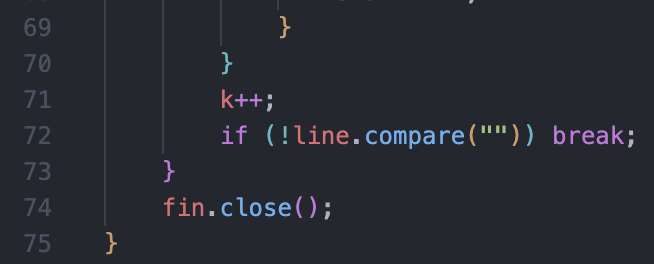 69 }
70 }
71 k++;
72 if (!line.compare("")) break;
73 }
74 fin.close();
75 }